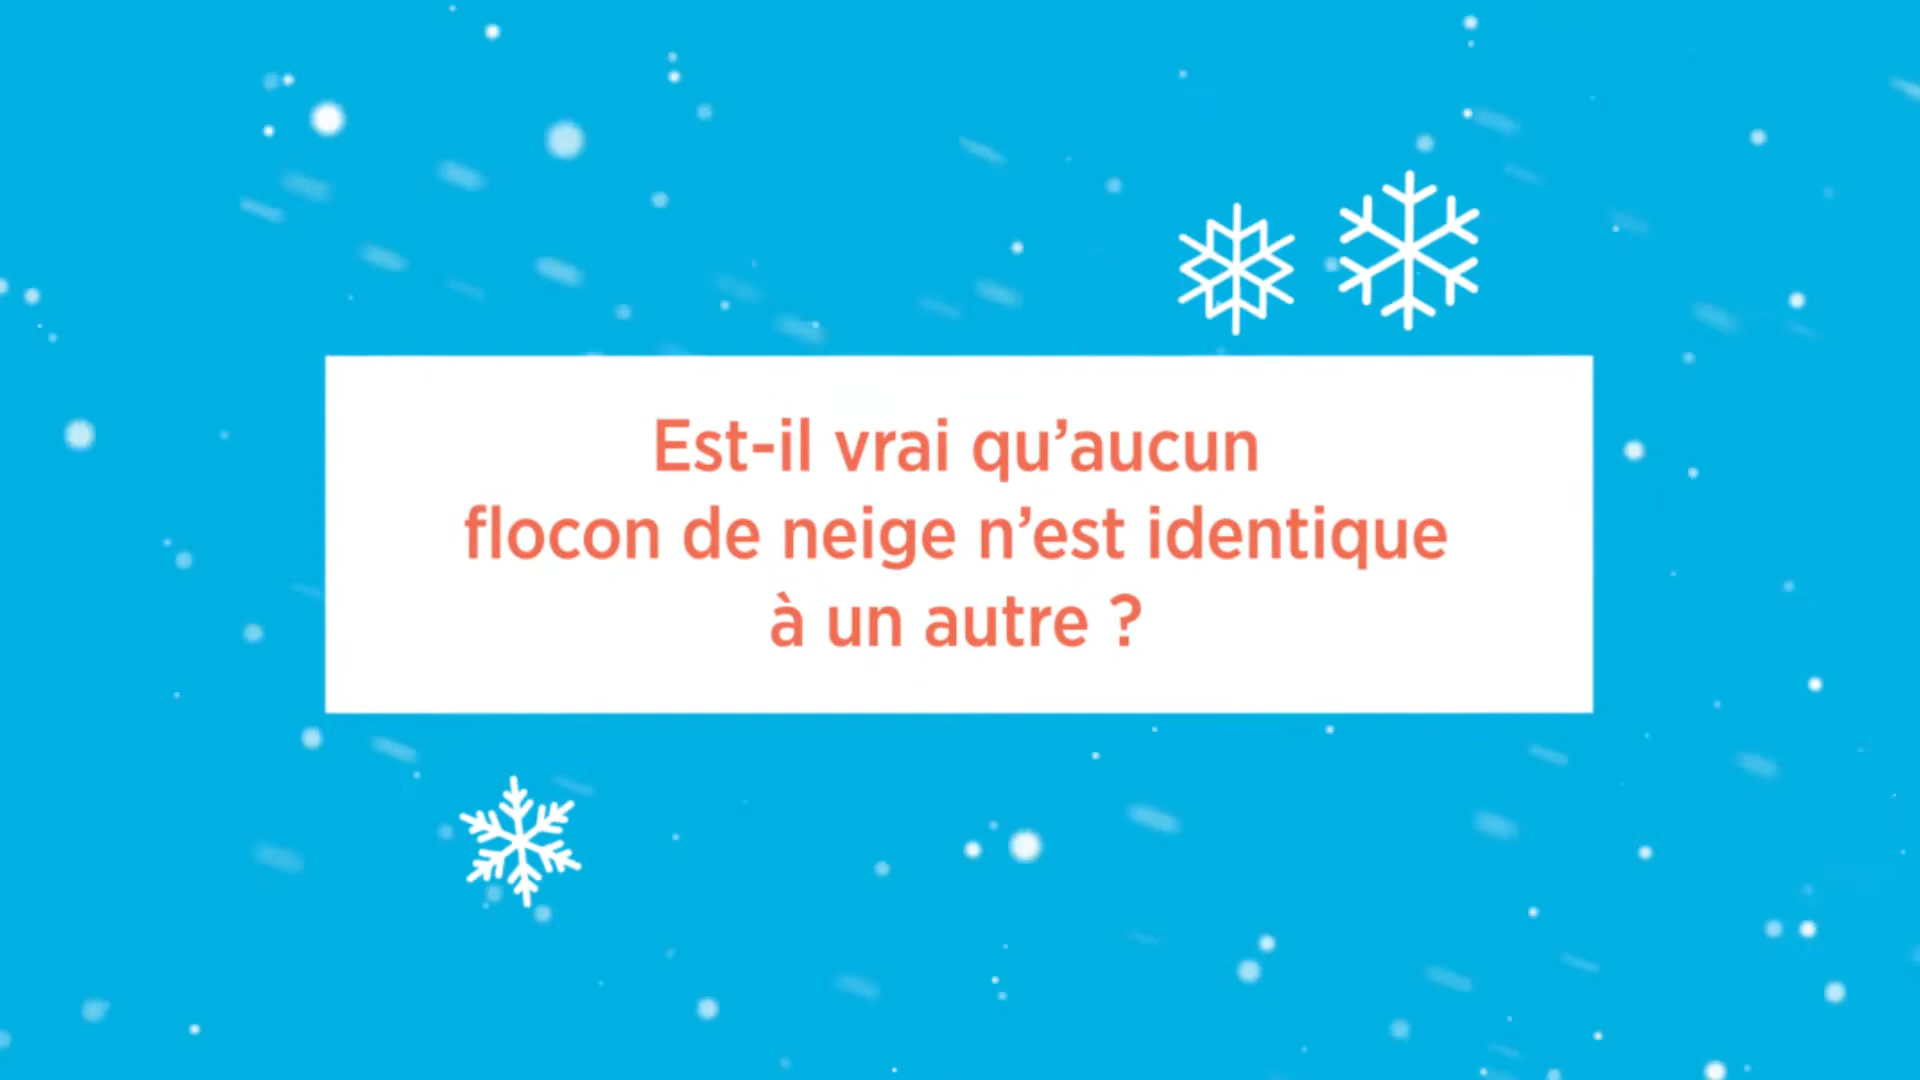 Est-il vrai qu’aucun
flocon de neige n’est identique
à un autre ?